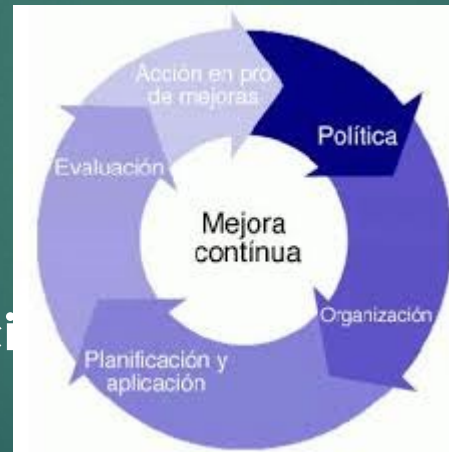 Acción en pro
de mejoras
Política
Organización
Planificación y
aplicación
Evaluación
Mejora
contínua